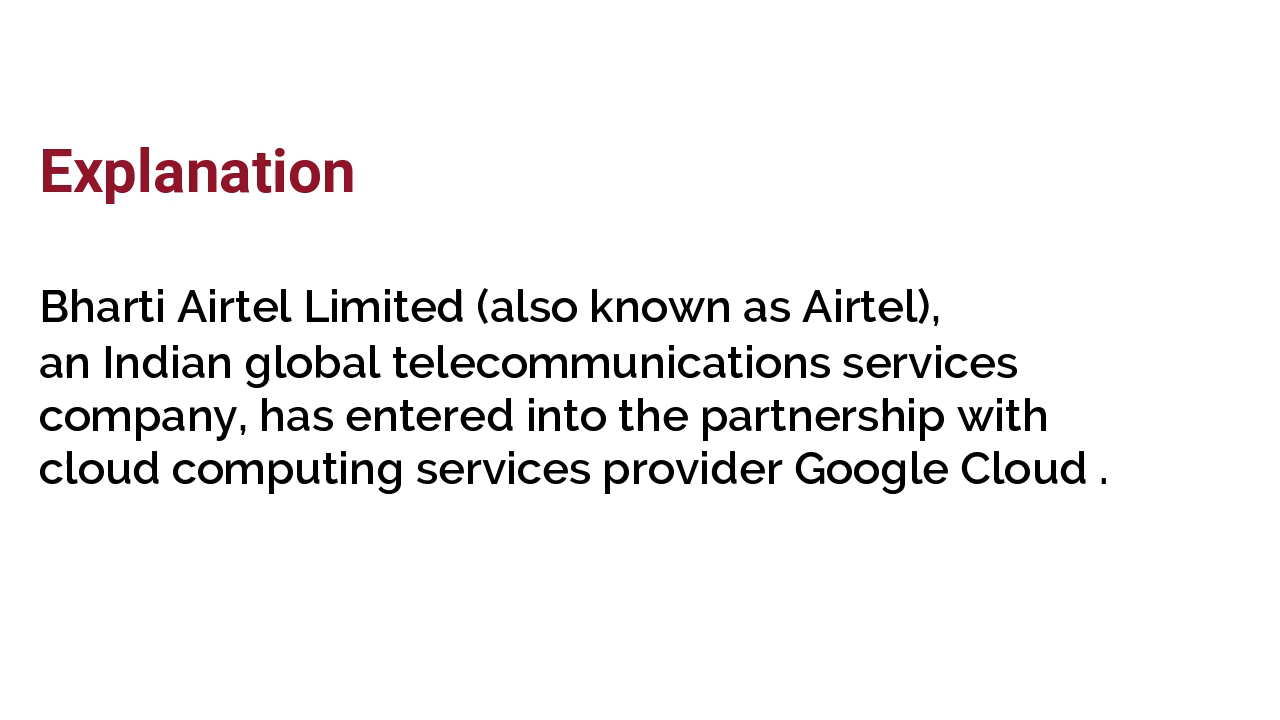 Explanation
Bharti Airtel Limited (also known as Airtel),
an Indian global telecommunications services
company, has entered into the partnership with
cloud computing services provider Google Cloud .